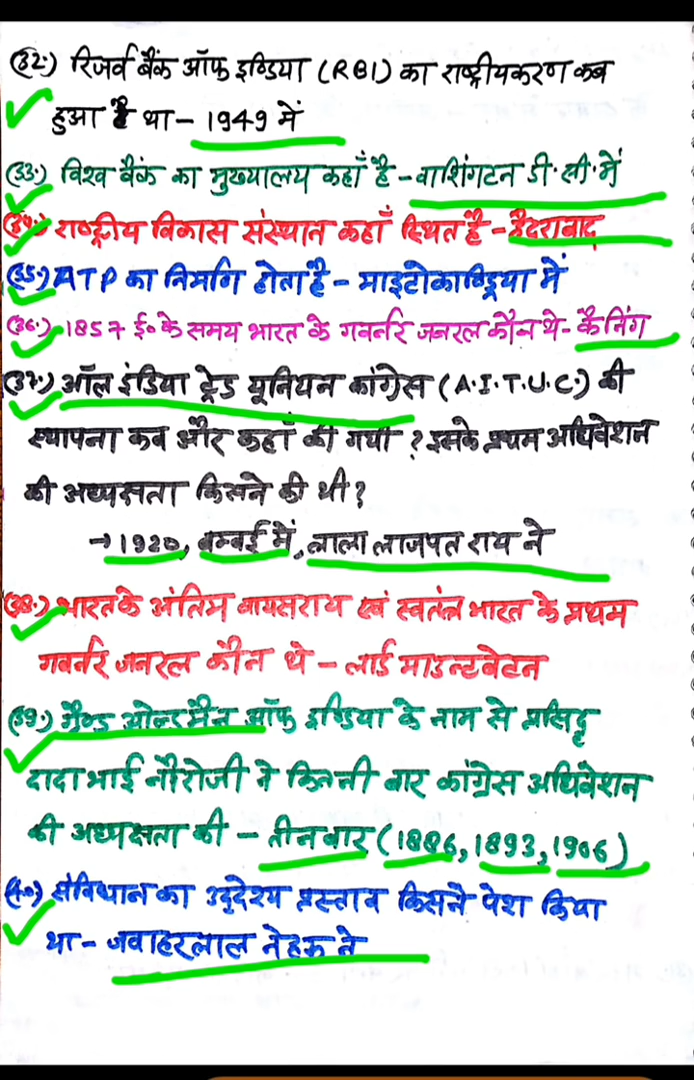 (32.) रिजर्व बैंक ऑफ इण्डिया (RBI) का राष्ट्रीयकरण कब
हुआ था – 1949 में
(33.) विश्व बैंक का मुख्यालय कहाँ है – वाशिंगटन डी.सी. में
(34.) राष्ट्रीय विकास संस्थान कहाँ स्थित है – हैदराबाद
(35.) ATP का निर्माण होता है – माइटोकाण्ड्रिया में
(36.) 1857 ई० के समय भारत के गवर्नर जनरल कौन थे – कैनिंग
(37.) ऑल इंडिया ट्रेड यूनियन कांग्रेस (A.I.T.U.C.) की
स्थापना कब और कहाँ की गयी ? इसके प्रथम अधिवेशन
की अध्यक्षता किसने की थी ?
→ 1920, बम्बई में, लाला लाजपत राय ने
(38.) भारत के अंतिम वायसराय एवं स्वतंत्र भारत के प्रथम
गवर्नर जनरल कौन थे – लार्ड माउन्टबेटन
(39.) ग्रैण्ड ओल्ड मैन ऑफ इण्डिया के नाम से प्रसिद्ध
दादा भाई नौरोजी ने कितनी बार कांग्रेस अधिवेशन
की अध्यक्षता की – तीन बार (1886, 1893, 1906)
(40.) संविधान का उद्देश्य प्रस्ताव किसने पेश किया
था – जवाहरलाल नेहरू ने